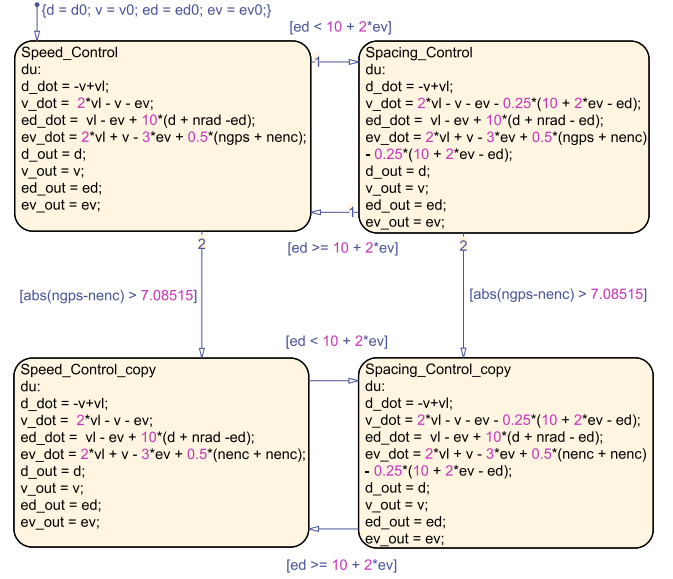 {d = d0; v = v0; ed = ed0; ev = ev0;}
[ed < 10 + 2*ev]
Speed_Control
du:
d_dot = -v+vl;
v_dot =  2*vl - v - ev;
ed_dot =  vl - ev + 10*(d + nrad -ed);
ev_dot = 2*vl + v - 3*ev + 0.5*(ngps + nenc);
d_out = d;
v_out = v;
ed_out = ed;
ev_out = ev;
1
Spacing_Control
du:
d_dot = -v+vl;
v_dot = 2*vl - v - ev - 0.25*(10 + 2*ev - ed);
ed_dot = vl - ev + 10*(d + nrad - ed);
ev_dot = 2*vl + v - 3*ev + 0.5*(ngps + nenc)
- 0.25*(10 + 2*ev - ed);
d_out = d;
v_out = v;
ed_out = ed;
ev_out = ev;
1
2
[ed >= 10 + 2*ev]
2
[abs(ngps-nenc) > 7.08515]
[abs(ngps-nenc) > 7.08515]
[ed < 10 + 2*ev]
Speed_Control_copy
du:
d_dot = -v+vl;
v_dot =  2*vl - v - ev;
ed_dot =  vl - ev + 10*(d + nrad -ed);
ev_dot = 2*vl + v - 3*ev + 0.5*(nenc + nenc);
d_out = d;
v_out = v;
ed_out = ed;
ev_out = ev;
Spacing_Control_copy
du:
d_dot = -v+vl;
v_dot = 2*vl - v - ev - 0.25*(10 + 2*ev - ed);
ed_dot = vl - ev + 10*(d + nrad - ed);
ev_dot = 2*vl + v - 3*ev + 0.5*(nenc + nenc)
- 0.25*(10 + 2*ev - ed);
d_out = d;
v_out = v;
ed_out = ed;
ev_out = ev;
[ed >= 10 + 2*ev]